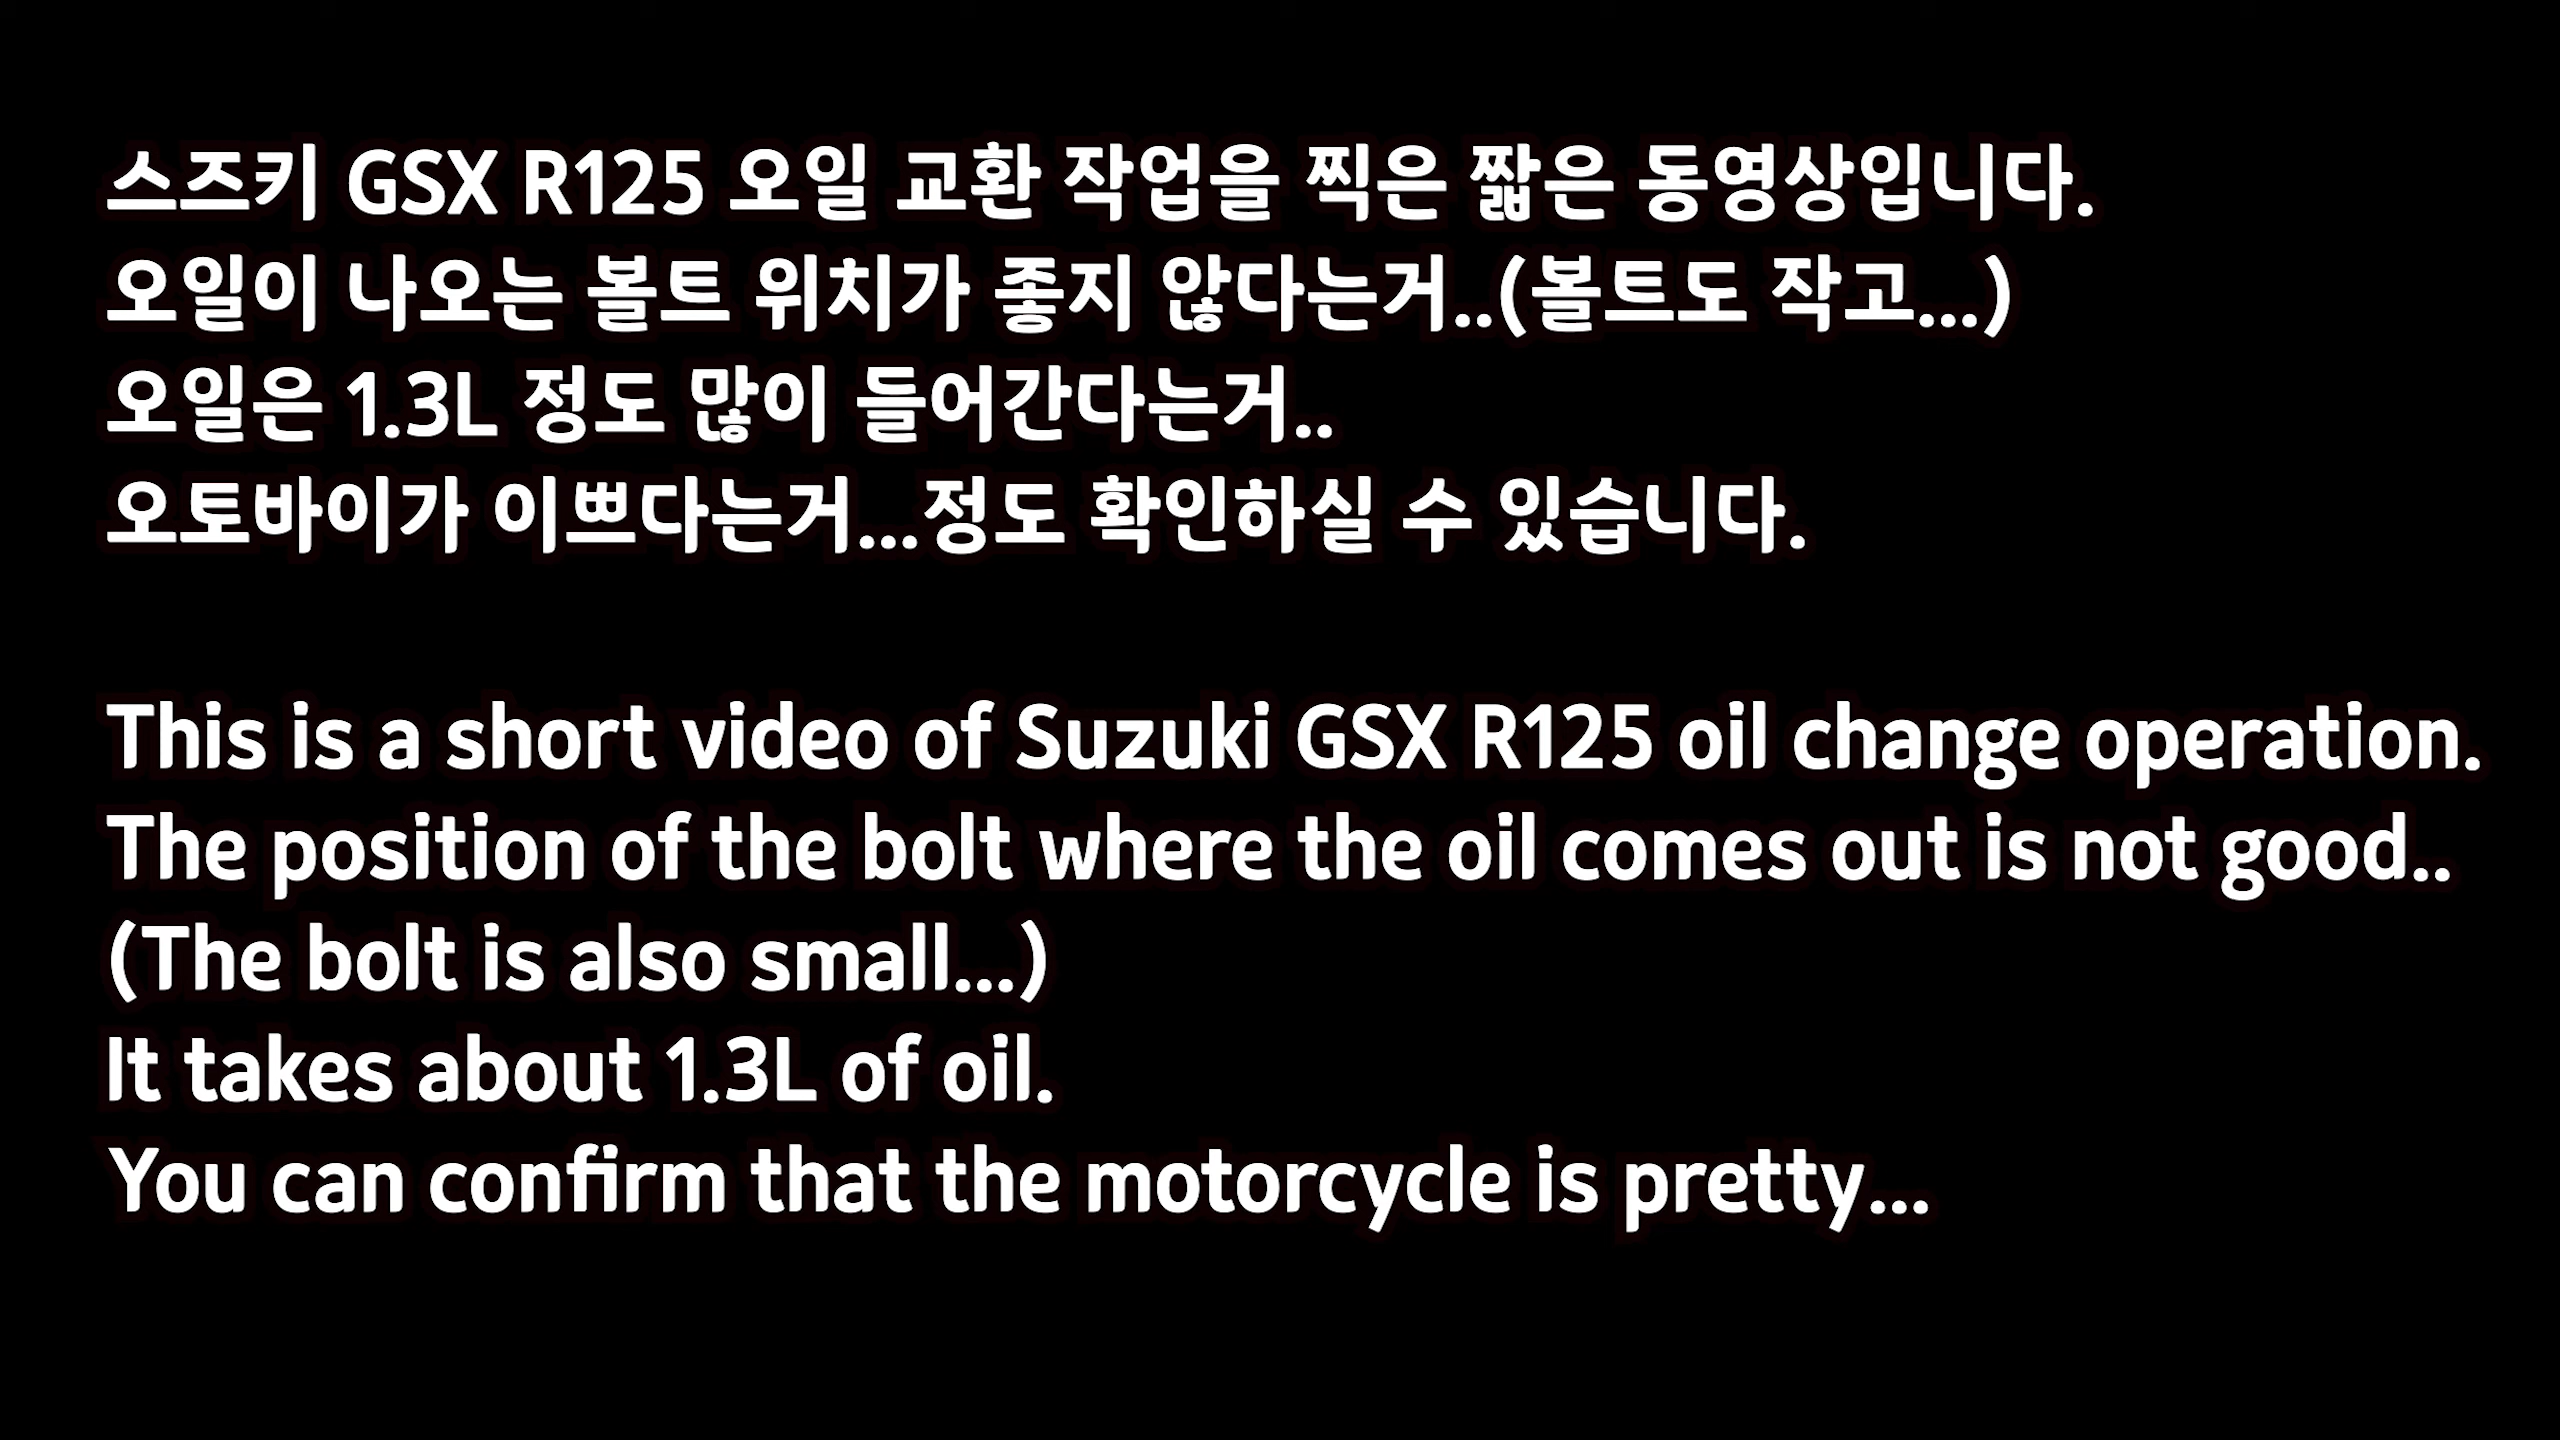 스즈키 GSX R125 오일 교환 작업을 찍은 짧은 동영상입니다.
오일이 나오는 볼트 위치가 좋지 않다는거..(볼트도 작고...)
오일은 1.3L 정도 많이 들어간다는거..
오토바이가 이쁘다는거...정도 확인하실 수 있습니다.
This is a short video of Suzuki GSX R125 oil change operation.
The position of the bolt where the oil comes out is not good..
(The bolt is also small...)
It takes about 1.3L of oil.
You can confirm that the motorcycle is pretty...